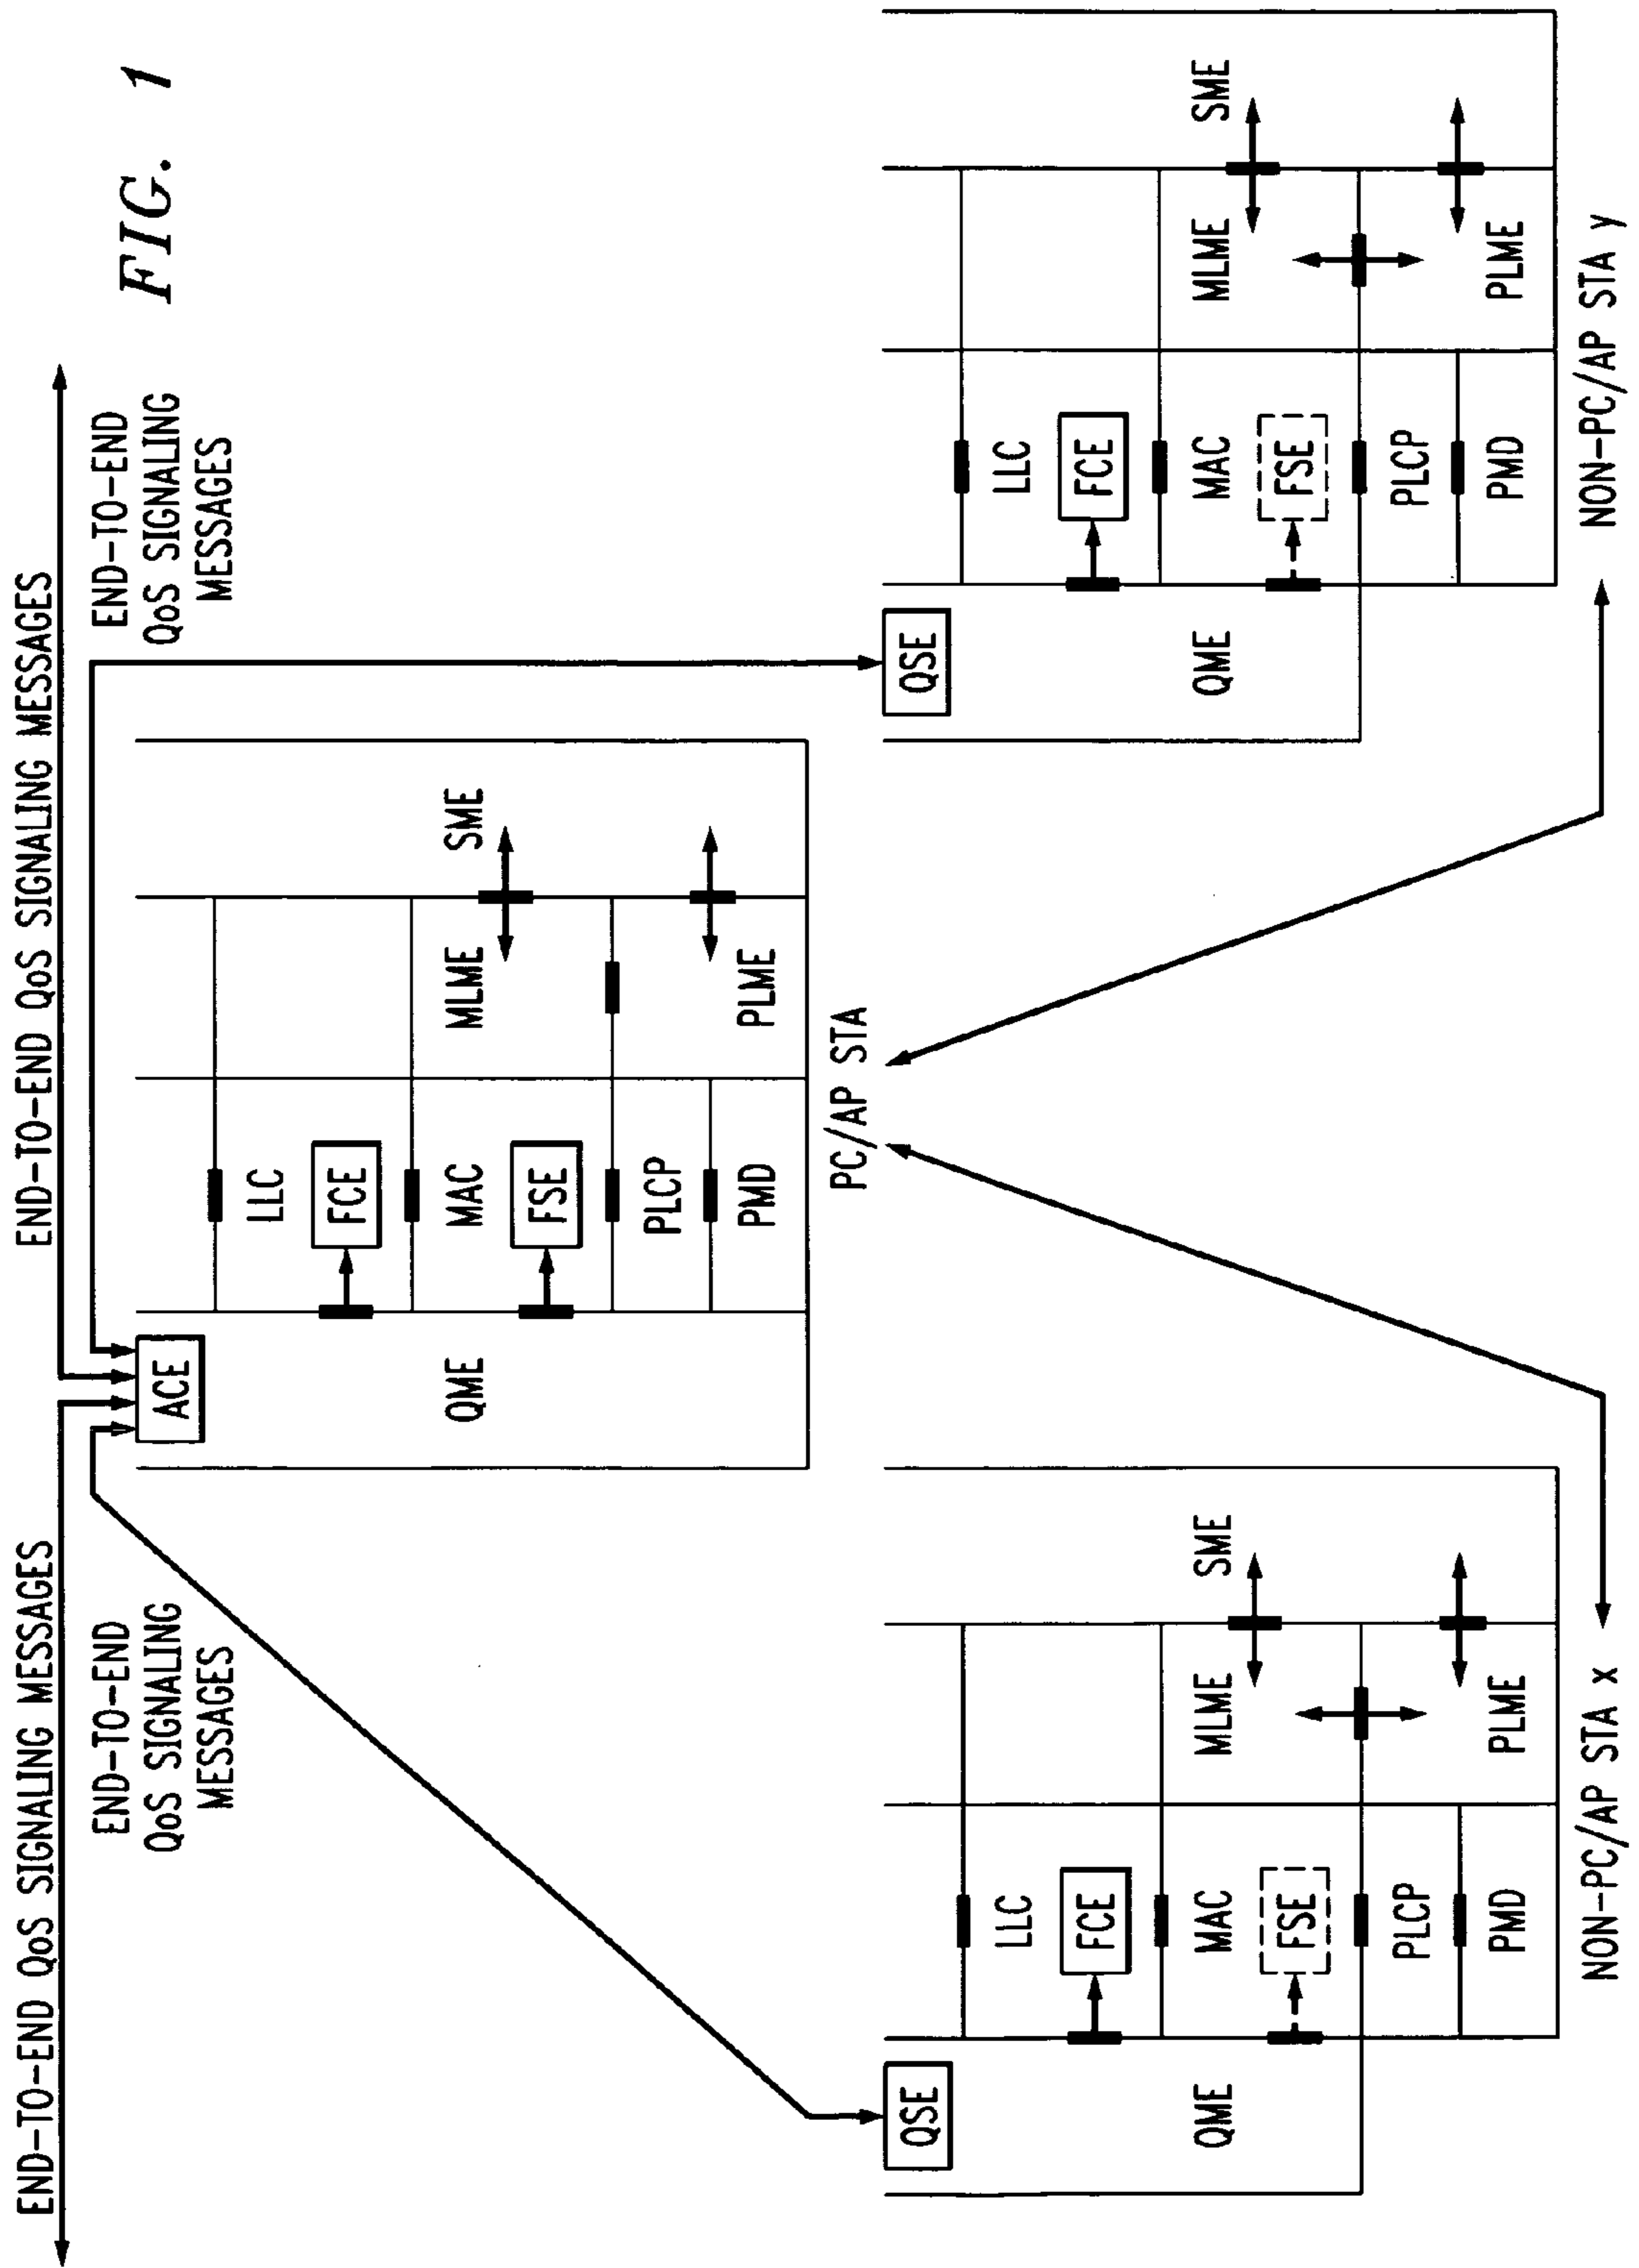 FIG. 1
END-TO-END QoS SIGNALING MESSAGES
END-TO-END QoS SIGNALING MESSAGES
END-TO-END
QoS SIGNALING
MESSAGES
END-TO-END
QoS SIGNALING
MESSAGES
ACE
QME
LLC
FCE
MAC
FSE
PLCP
PMD
MLME
PLME
SME
PC/AP STA
QSE
QME
LLC
FCE
MAC
FSE
PLCP
PMD
MLME
PLME
SME
NON-PC/AP STA x
QSE
QME
LLC
FCE
MAC
FSE
PLCP
PMD
MLME
PLME
SME
NON-PC/AP STA y